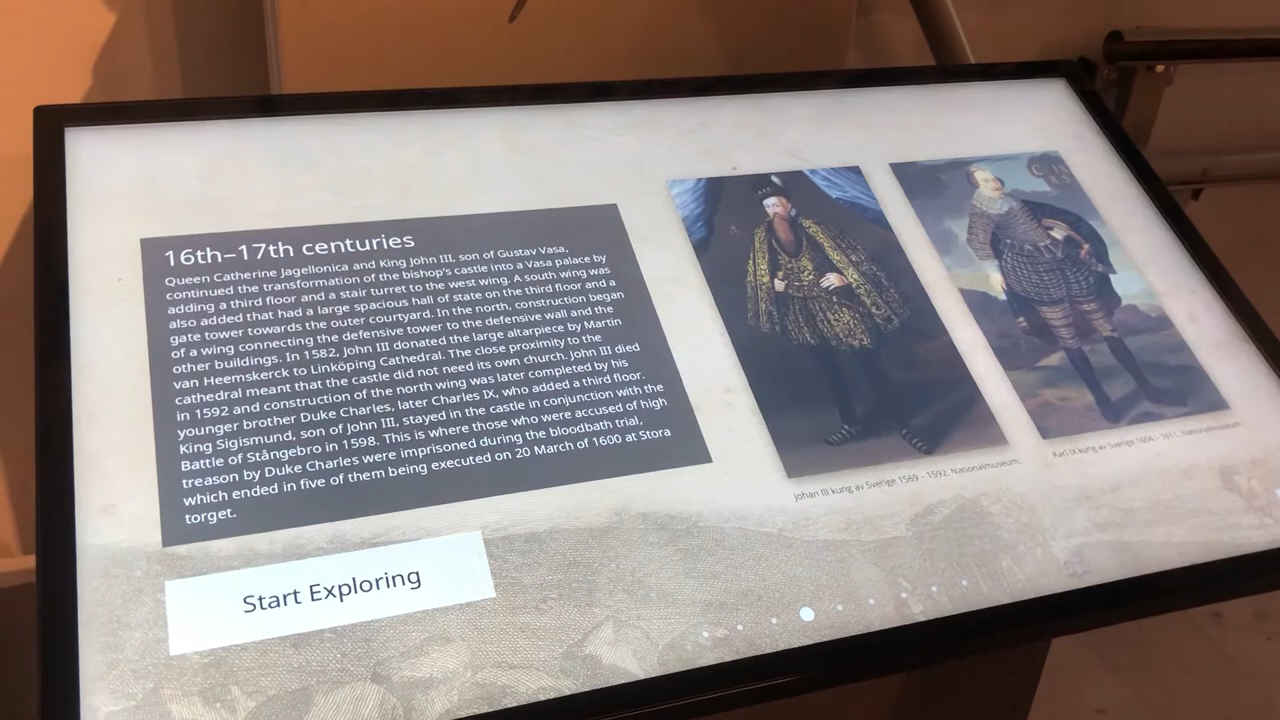 16th–17th centuries
Queen Catherine Jagellonica and King John III, son of Gustav Vasa,
continued the transformation of the bishop's castle into a Vasa palace by
adding a third floor and a stair turret to the west wing. A south wing was
also added that had a large spacious hall of state on the third floor and a
gate tower towards the outer courtyard. In the north, construction began
of a wing connecting the defensive tower to the defensive wall and the
other buildings. In 1582, John III donated the large altarpiece by Martin
van Heemskerck to Linköping Cathedral. The close proximity to the
cathedral meant that the castle did not need its own church. John III died
in 1592 and construction of the north wing was later completed by his
younger brother Duke Charles, later Charles IX, who added a third floor.
King Sigismund, son of John III, stayed in the castle in conjunction with the
Battle of Stångebro in 1598. This is where those who were accused of high
treason by Duke Charles were imprisoned during the bloodbath trial,
which ended in five of them being executed on 20 March of 1600 at Stora
torget.
Johan III kung av Sverige 1569 – 1592, Nationalmuseum.
Karl IX kung av Sverige 1604 – 1611, Nationalmuseum.
Start Exploring